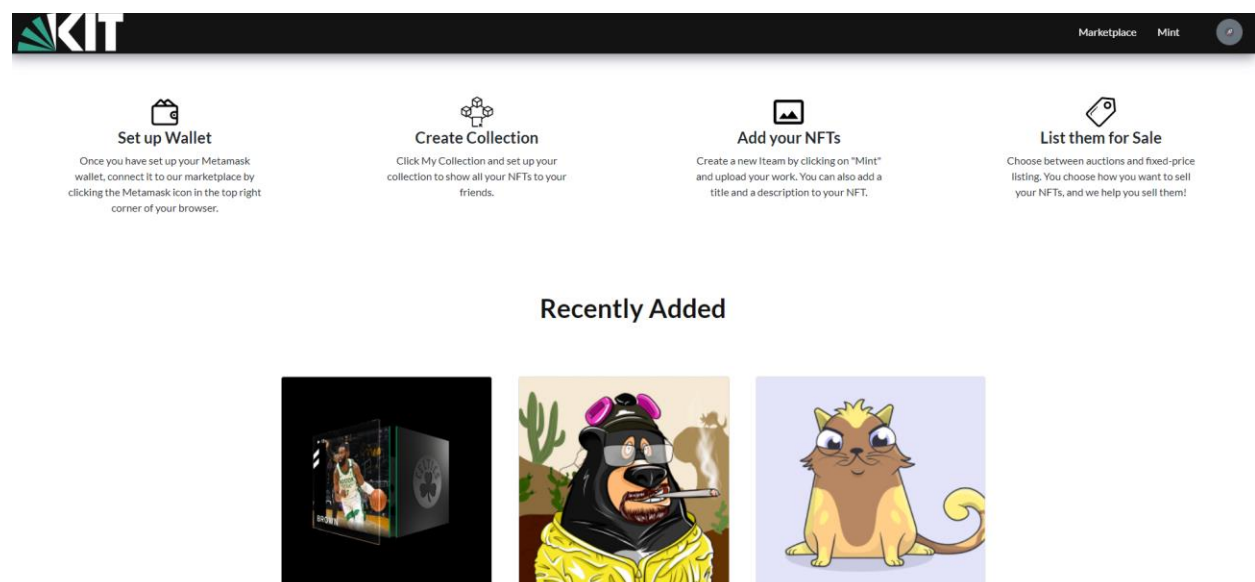 KIT
Marketplace Mint
Set up Wallet
Once you have set up your Metamask
wallet, connect it to our marketplace by
clicking the Metamask icon in the top right
corner of your browser.
Create Collection
Click My Collection and set up your
collection to show all your NFTs to your
friends.
Add your NFTs
Create a new Iteam by clicking on "Mint"
and upload your work. You can also add a
title and a description to your NFT.
List them for Sale
Choose between auctions and fixed-price
listing. You choose how you want to sell
your NFTs, and we help you sell them!
Recently Added
BROWN
CELTICS